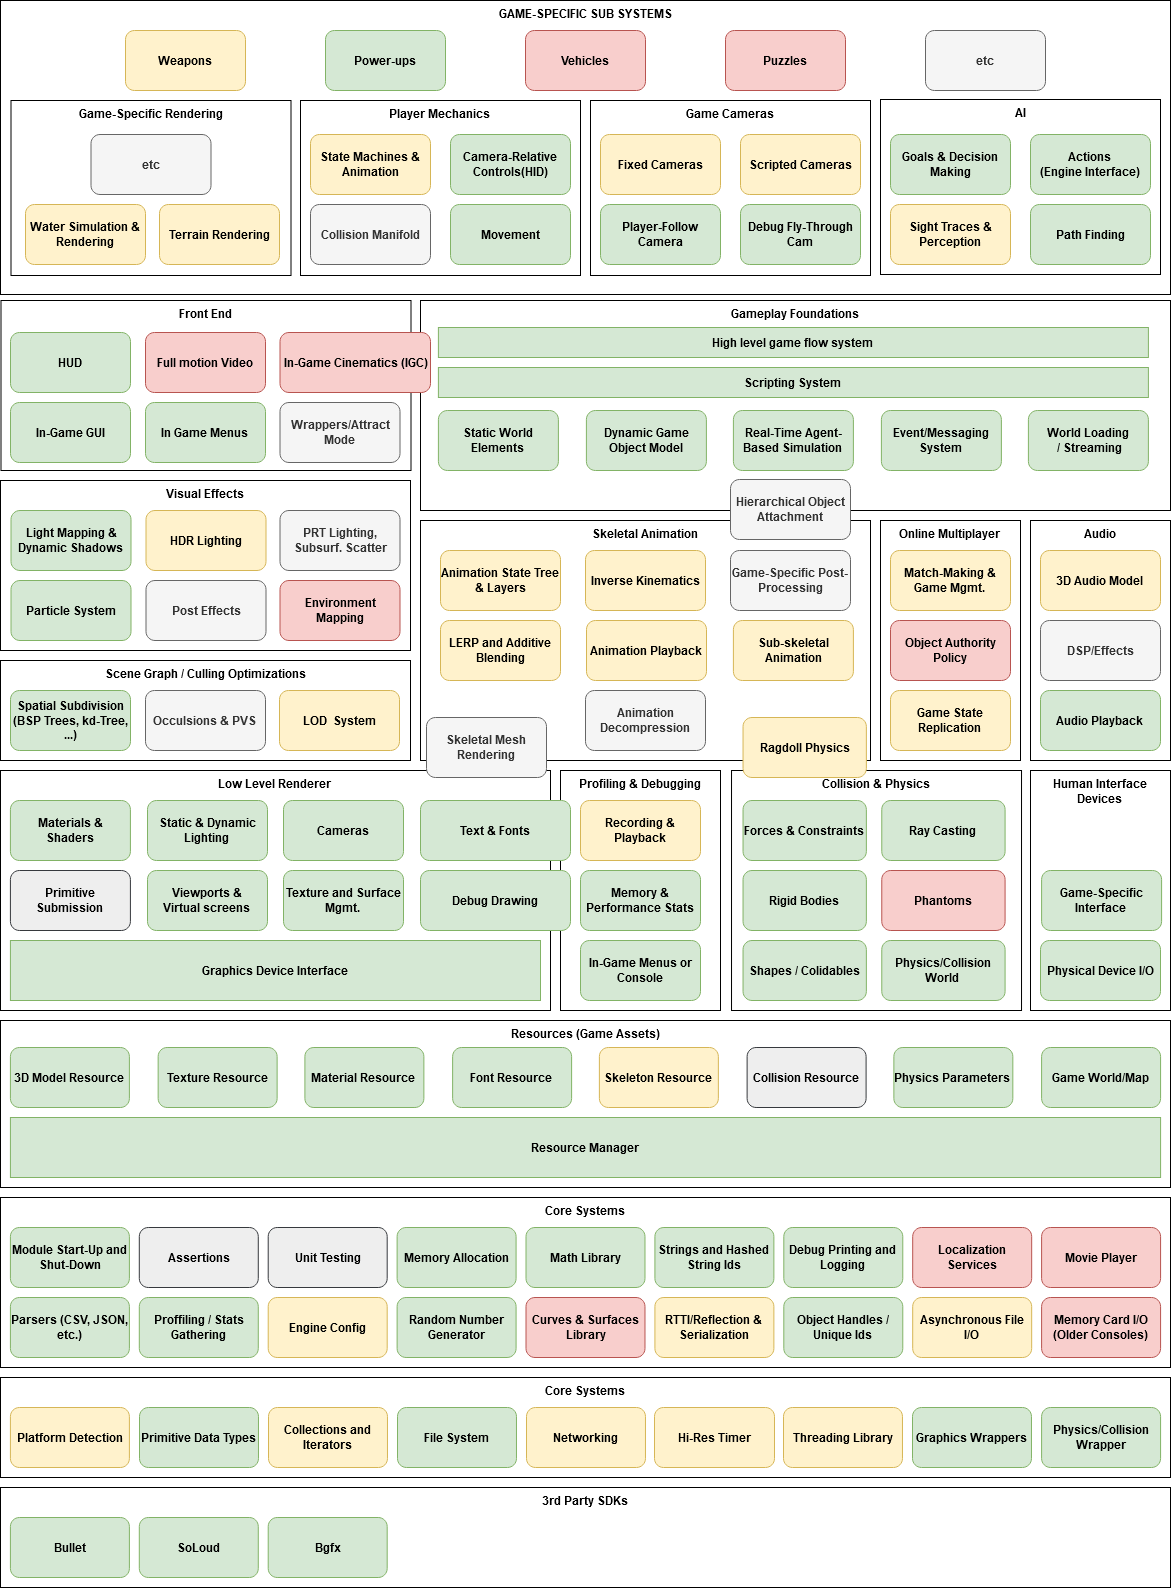 GAME-SPECIFIC SUB SYSTEMS
Weapons
Power-ups
Vehicles
Puzzles
etc
Game-Specific Rendering
etc
Water Simulation &
Rendering
Terrain Rendering
Player Mechanics
State Machines &
Animation
Camera-Relative
Controls(HID)
Collision Manifold
Movement
Game Cameras
Fixed Cameras
Scripted Cameras
Player-Follow
Camera
Debug Fly-Through
Cam
AI
Goals & Decision
Making
Actions
(Engine Interface)
Sight Traces &
Perception
Path Finding
Front End
HUD
Full motion Video
In-Game Cinematics (IGC)
In-Game GUI
In Game Menus
Wrappers/Attract
Mode
Gameplay Foundations
High level game flow system
Scripting System
Static World
Elements
Dynamic Game
Object Model
Real-Time Agent-
Based Simulation
Event/Messaging
System
World Loading
/ Streaming
Hierarchical Object
Attachment
Visual Effects
Light Mapping &
Dynamic Shadows
HDR Lighting
PRT Lighting,
Subsurf. Scatter
Particle System
Post Effects
Environment
Mapping
Scene Graph / Culling Optimizations
Spatial Subdivision
(BSP Trees, kd-Tree,
...)
Occulsions & PVS
LOD System
Skeletal Animation
Animation State Tree
& Layers
Inverse Kinematics
Game-Specific Post-
Processing
LERP and Additive
Blending
Animation Playback
Sub-skeletal
Animation
Animation
Decompression
Skeletal Mesh
Rendering
Ragdoll Physics
Online Multiplayer
Match-Making &
Game Mgmt.
Object Authority
Policy
Game State
Replication
Audio
3D Audio Model
DSP/Effects
Audio Playback
Low Level Renderer
Materials &
Shaders
Static & Dynamic
Lighting
Cameras
Text & Fonts
Primitive
Submission
Viewports &
Virtual screens
Texture and Surface
Mgmt.
Debug Drawing
Graphics Device Interface
Profiling & Debugging
Recording &
Playback
Memory &
Performance Stats
In-Game Menus or
Console
Collision & Physics
Forces & Constraints
Ray Casting
Rigid Bodies
Phantoms
Shapes / Colidables
Physics/Collision
World
Human Interface
Devices
Game-Specific
Interface
Physical Device I/O
Resources (Game Assets)
3D Model Resource
Texture Resource
Material Resource
Font Resource
Skeleton Resource
Collision Resource
Physics Parameters
Game World/Map
Resource Manager
Core Systems
Module Start-Up and
Shut-Down
Assertions
Unit Testing
Memory Allocation
Math Library
Strings and Hashed
String Ids
Debug Printing and
Logging
Localization
Services
Movie Player
Parsers (CSV, JSON,
etc.)
Proffiling / Stats
Gathering
Engine Config
Random Number
Generator
Curves & Surfaces
Library
RTTI/Reflection &
Serialization
Object Handles /
Unique Ids
Asynchronous File
I/O
Memory Card I/O
(Older Consoles)
Core Systems
Platform Detection
Primitive Data Types
Collections and
Iterators
File System
Networking
Hi-Res Timer
Threading Library
Graphics Wrappers
Physics/Collision
Wrapper
3rd Party SDKs
Bullet
SoLoud
Bgfx